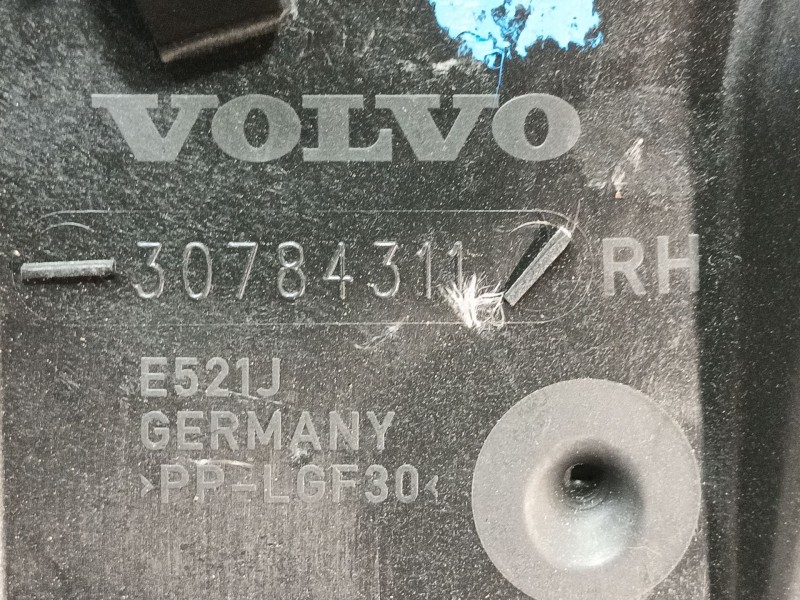 VOLVO
30784311 RH
E521J
GERMANY
>PP-LGF30<